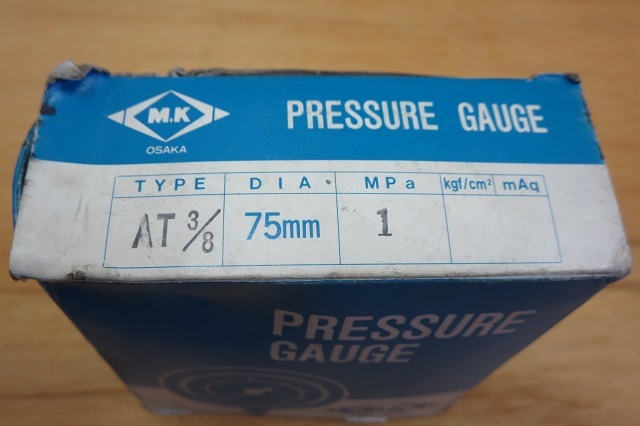 M.K
OSAKA
PRESSURE GAUGE
TYPE DIA. MPa kgf/cm² mAq
AT 3/8 75mm 1
PRESSURE
GAUGE